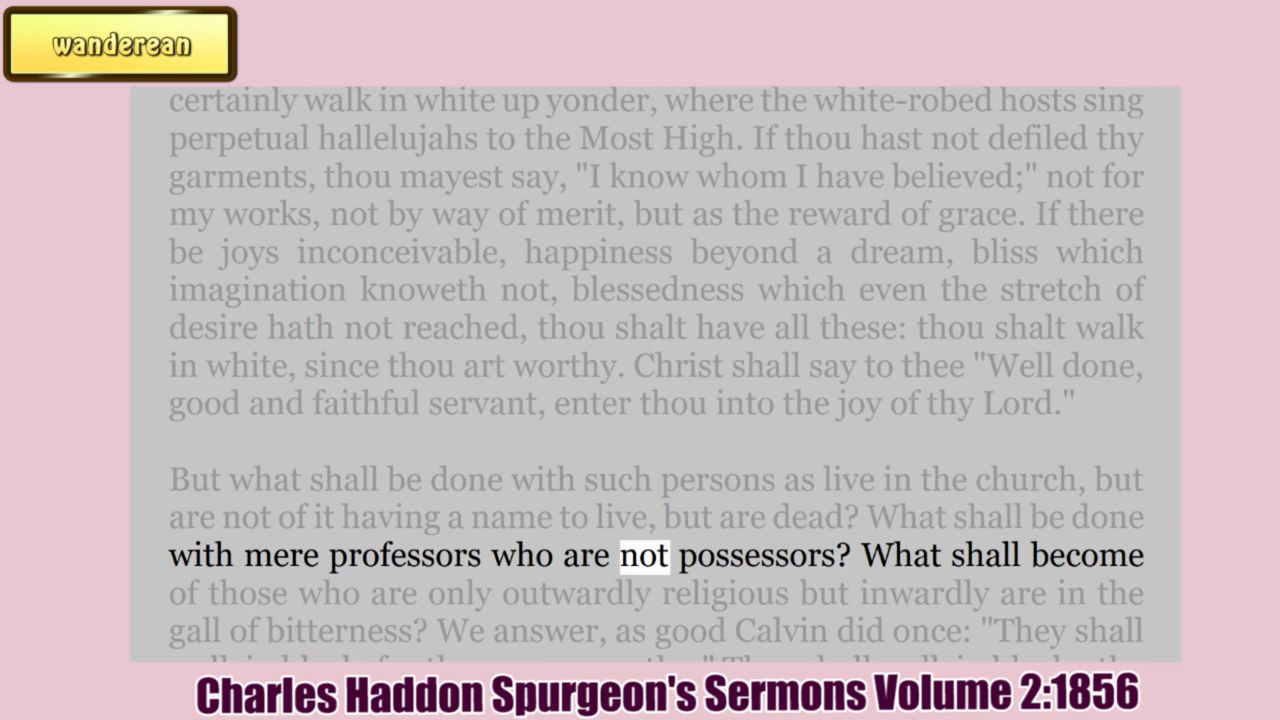 wanderean
certainly walk in white up yonder, where the white-robed hosts sing
perpetual hallelujahs to the Most High. If thou hast not defiled thy
garments, thou mayest say, "I know whom I have believed;" not for
my works, not by way of merit, but as the reward of grace. If there
be joys inconceivable, happiness beyond a dream, bliss which
imagination knoweth not, blessedness which even the stretch of
desire hath not reached, thou shalt have all these: thou shalt walk
in white, since thou art worthy. Christ shall say to thee "Well done,
good and faithful servant, enter thou into the joy of thy Lord."
But what shall be done with such persons as live in the church, but
are not of it having a name to live, but are dead? What shall be done
with mere professors who are not possessors? What shall become
of those who are only outwardly religious but inwardly are in the
gall of bitterness? We answer, as good Calvin did once: "They shall
Charles Haddon Spurgeon's Sermons Volume 2:1856